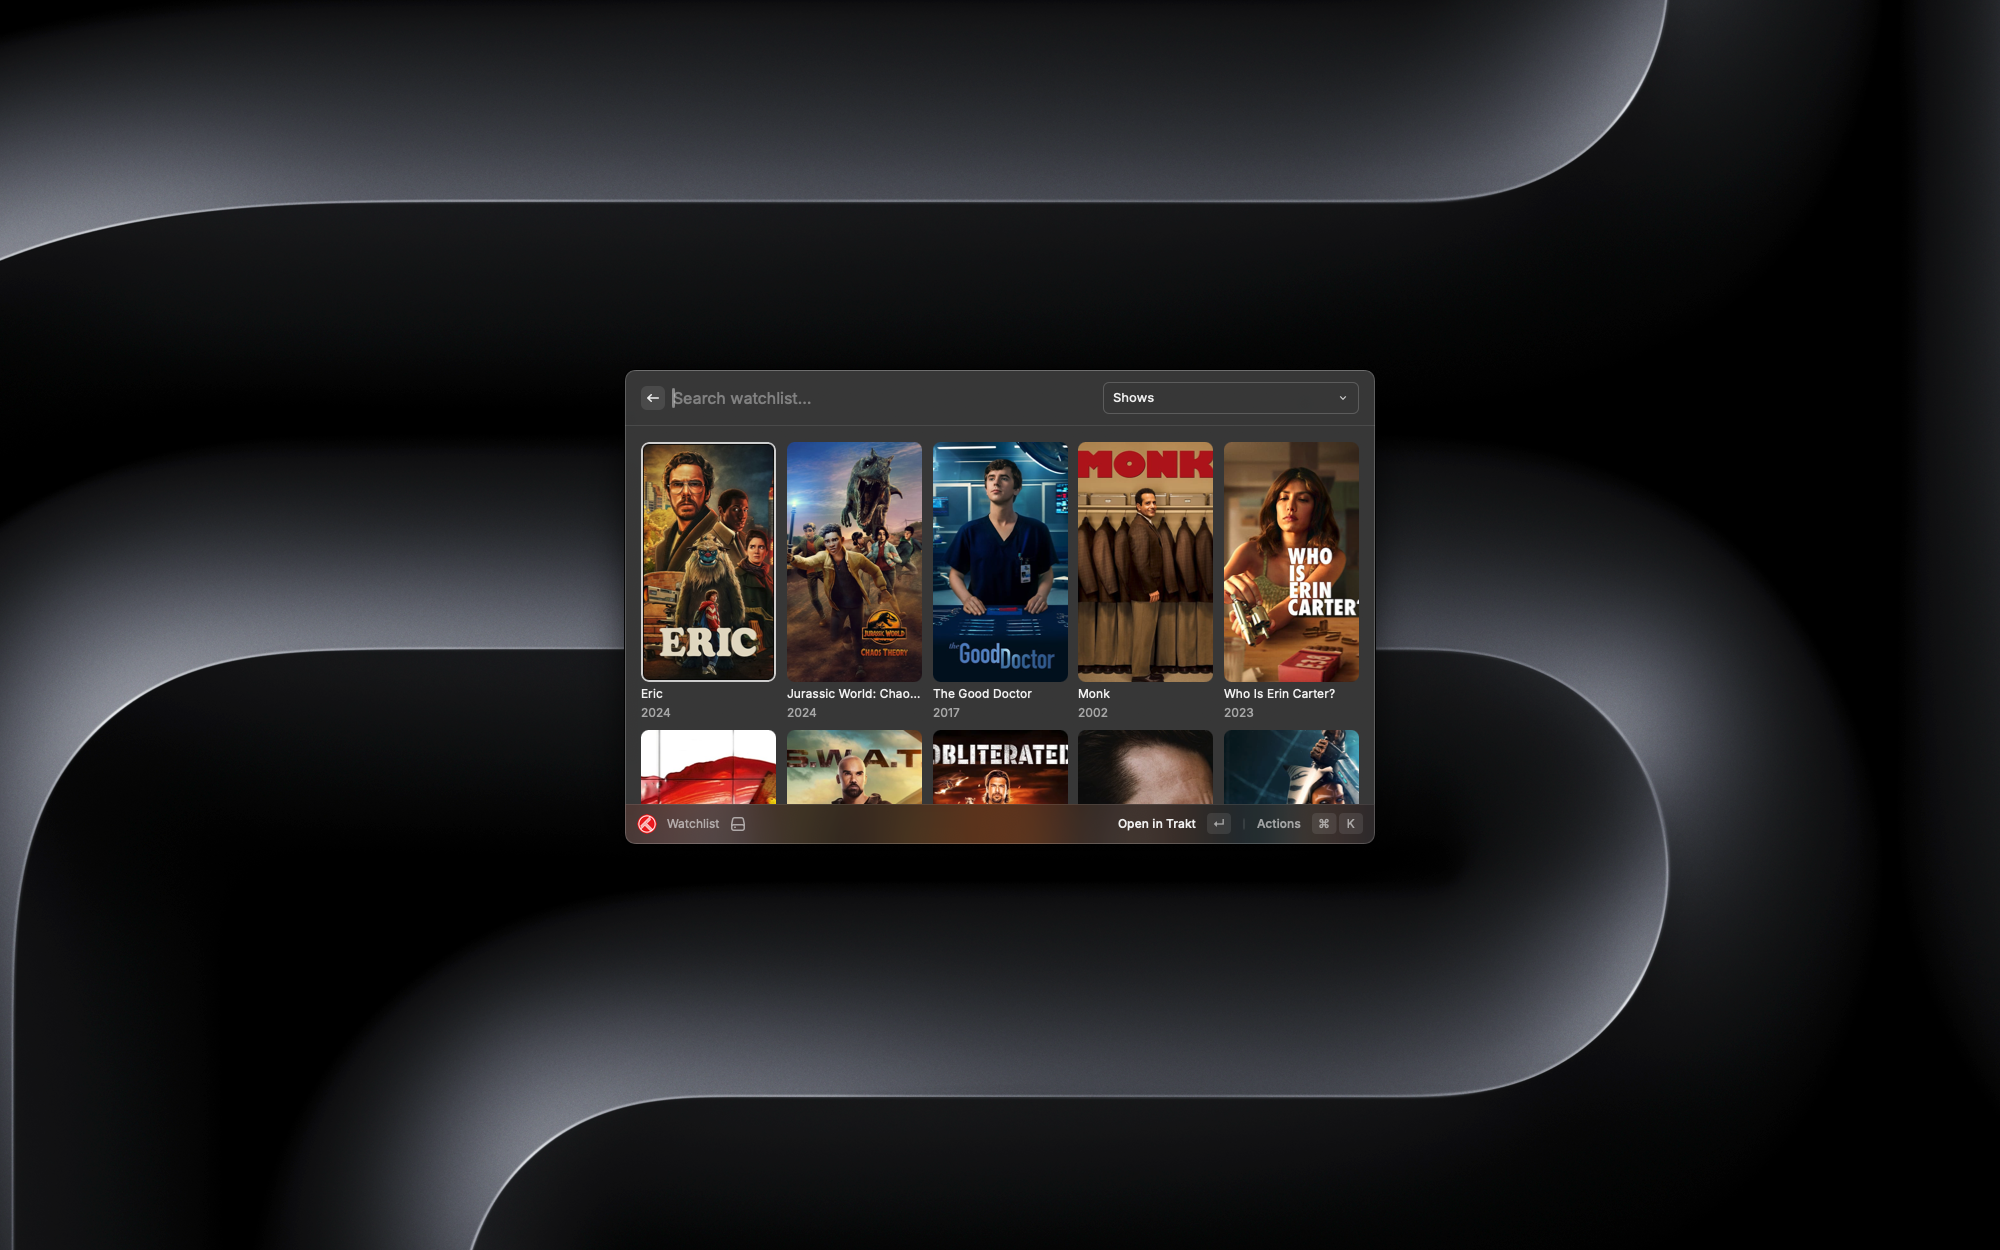 Search watchlist...
Shows
ERIC
JURASSIC WORLD
CHAOS THEORY
the Good Doctor
MONK
WHO
IS
ERIN
CARTER?
Eric
Jurassic World: Chao...
The Good Doctor
Monk
Who Is Erin Carter?
2024
2024
2017
2002
2023
S.W.A.T
OBLITERATED
Watchlist
Open in Trakt
Actions
⌘
K